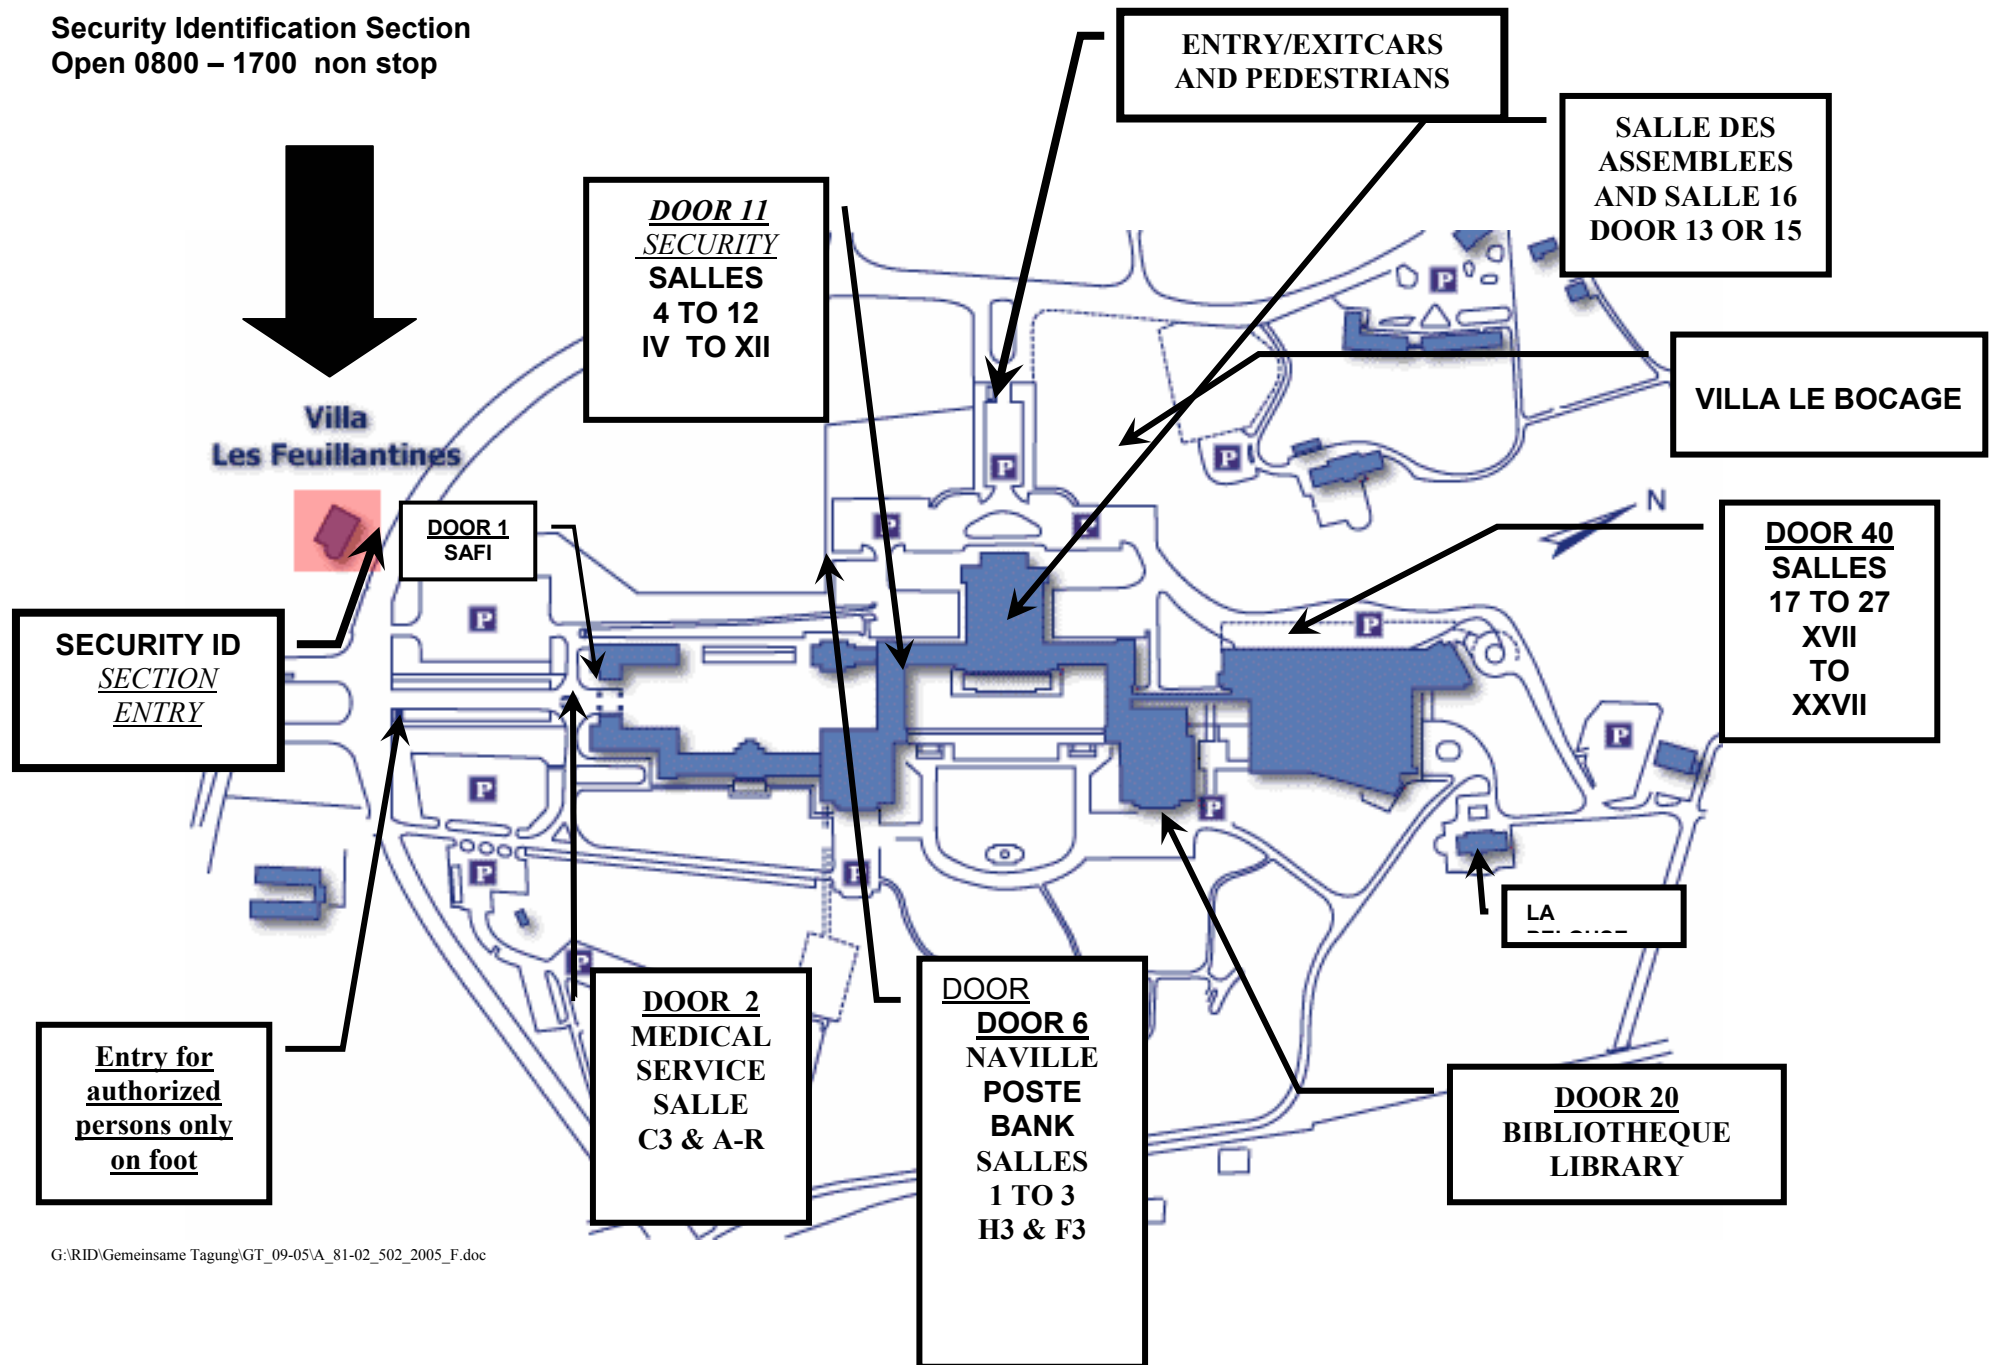 Security Identification Section
Open 0800 – 1700 non stop
ENTRY/EXITCARS
AND PEDESTRIANS
SALLE DES
ASSEMBLEES
AND SALLE 16
DOOR 13 OR 15
DOOR 11
SECURITY
SALLES
4 TO 12
IV TO XII
P
VILLA LE BOCAGE
Villa
Les Feuillantines
P
P
P
P
N
DOOR 1
SAFI
DOOR 40
SALLES
17 TO 27
XVII
TO
XXVII
P
P
SECURITY ID
SECTION
ENTRY
P
P
P
P
P
LA
P
Entry for
authorized
persons only
on foot
DOOR 2
MEDICAL
SERVICE
SALLE
C3 & A-R
DOOR
DOOR 6
NAVILLE
POSTE
BANK
SALLES
1 TO 3
H3 & F3
DOOR 20
BIBLIOTHEQUE
LIBRARY
G:\RID\Gemeinsame Tagung\GT_09-05\A_81-02_502_2005_F.doc